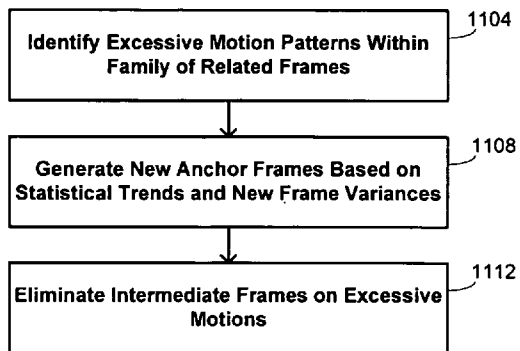 1104
Identify Excessive Motion Patterns Within
Family of Related Frames
1108
Generate New Anchor Frames Based on
Statistical Trends and New Frame Variances
1112
Eliminate Intermediate Frames on Excessive
Motions